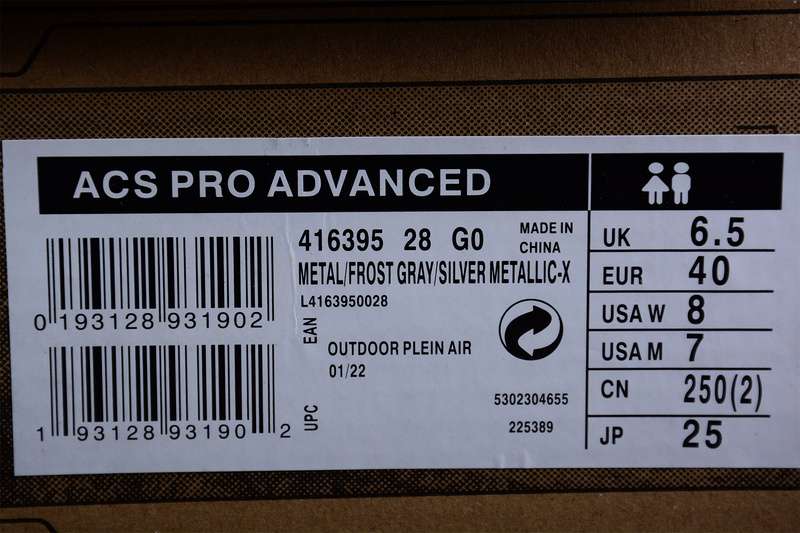 ACS PRO ADVANCED
416395 28 G0
MADE IN
CHINA
METAL/FROST GRAY/SILVER METALLIC-X
L4163950028
0 193128 931902
EAN
OUTDOOR PLEIN AIR
01/22
5302304655
225389
1 93128 93190 2
UPC
UK 6.5
EUR 40
USA W 8
USA M 7
CN 250(2)
JP 25